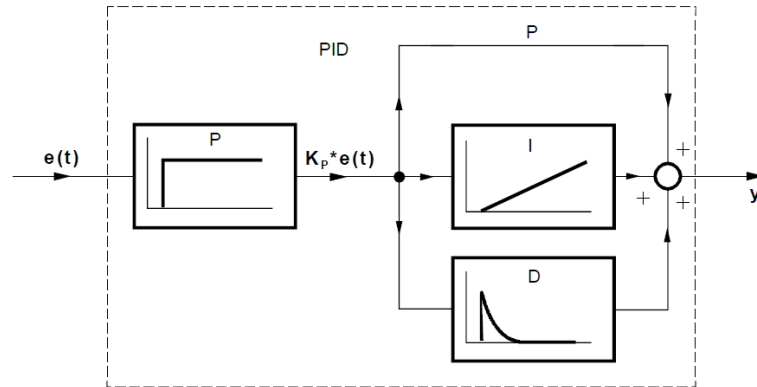 PID
P
P
e(t)
K_P*e(t)
I
+
+
+
y
D